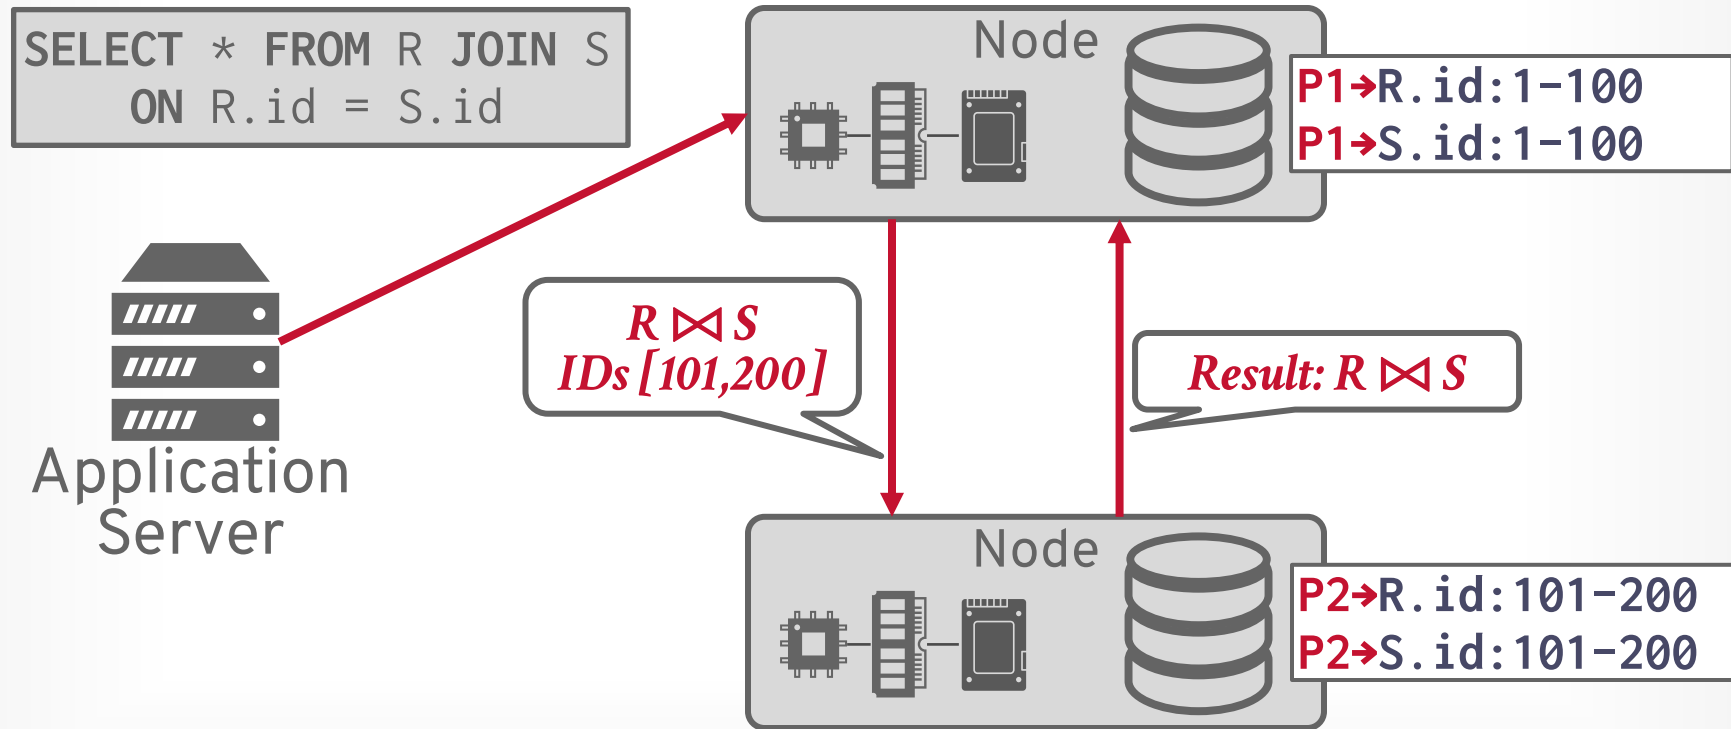 SELECT * FROM R JOIN S
ON R.id = S.id
Node
P1→R.id:1-100
P1→S.id:1-100
R ⋈ S
IDs [101,200]
Result: R ⋈ S
Application
Server
Node
P2→R.id:101-200
P2→S.id:101-200